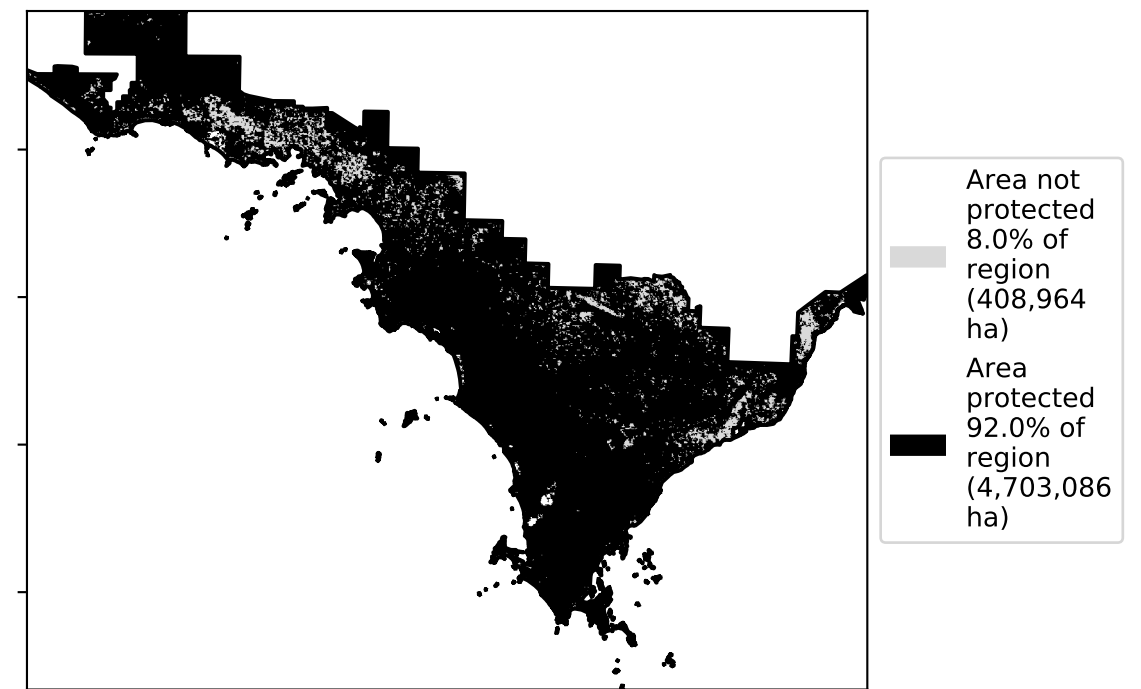 Area not
protected
8.0% of
region
(408,964
ha)
Area
protected
92.0% of
region
(4,703,086
ha)